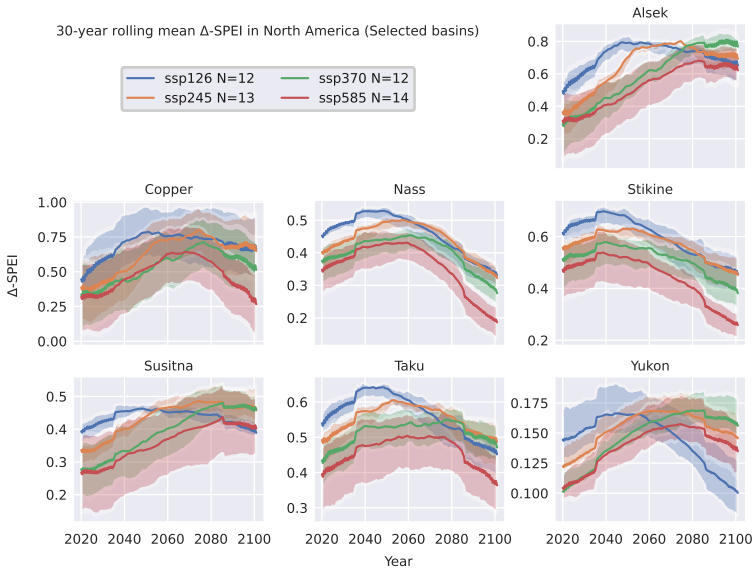 30-year rolling mean Δ-SPEI in North America (Selected basins)
ssp126 N=12
ssp370 N=12
ssp245 N=13
ssp585 N=14
Alsek
0.8
0.6
0.4
0.2
Copper
1.00
0.75
0.50
0.25
0.00
Δ-SPEI
Nass
0.5
0.4
0.3
0.2
Stikine
0.6
0.4
0.2
Susitna
0.5
0.4
0.3
0.2
2020 2040 2060 2080 2100
Taku
0.6
0.5
0.4
0.3
2020 2040 2060 2080 2100
Year
Yukon
0.175
0.150
0.125
0.100
2020 2040 2060 2080 2100